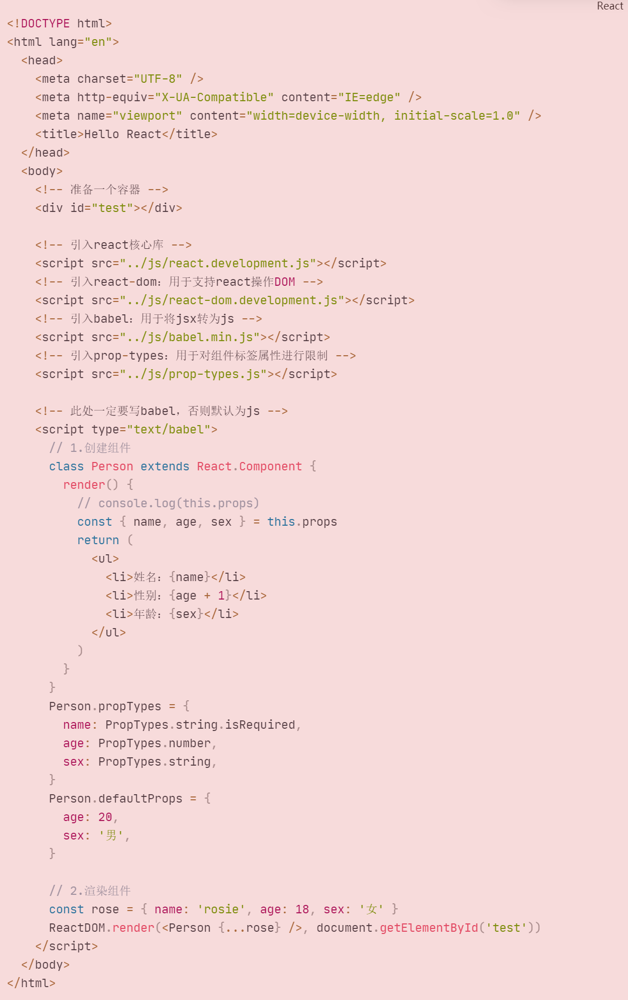 React
<!DOCTYPE html>
<html lang="en">
  <head>
    <meta charset="UTF-8" />
    <meta http-equiv="X-UA-Compatible" content="IE=edge" />
    <meta name="viewport" content="width=device-width, initial-scale=1.0" />
    <title>Hello React</title>
  </head>
  <body>
    <!-- 准备一个容器 -->
    <div id="test"></div>

    <!-- 引入react核心库 -->
    <script src="../js/react.development.js"></script>
    <!-- 引入react-dom：用于支持react操作DOM -->
    <script src="../js/react-dom.development.js"></script>
    <!-- 引入babel：用于将jsx转为js -->
    <script src="../js/babel.min.js"></script>
    <!-- 引入prop-types：用于对组件标签属性进行限制 -->
    <script src="../js/prop-types.js"></script>

    <!-- 此处一定要写babel，否则默认为js -->
    <script type="text/babel">
      // 1.创建组件
      class Person extends React.Component {
        render() {
          // console.log(this.props)
          const { name, age, sex } = this.props
          return (
            <ul>
              <li>姓名：{name}</li>
              <li>性别：{age + 1}</li>
              <li>年龄：{sex}</li>
            </ul>
          )
        }
      }
      Person.propTypes = {
        name: PropTypes.string.isRequired,
        age: PropTypes.number,
        sex: PropTypes.string,
      }
      Person.defaultProps = {
        age: 20,
        sex: '男',
      }

      // 2.渲染组件
      const rose = { name: 'rosie', age: 18, sex: '女' }
      ReactDOM.render(<Person {...rose} />, document.getElementById('test'))
    </script>
  </body>
</html>